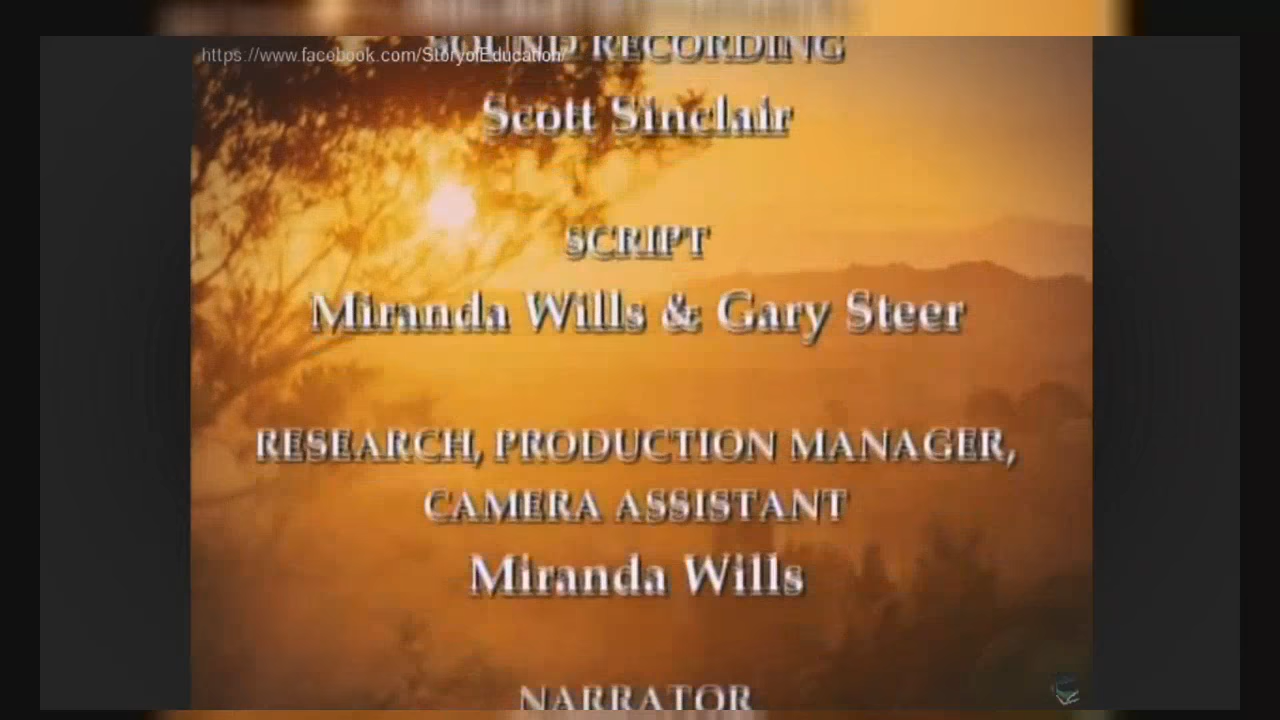 https://www.facebook.com/StoryofEducation/
SOUND RECORDING
Scott Sinclair
SCRIPT
Miranda Wills & Gary Steer
RESEARCH, PRODUCTION MANAGER,
CAMERA ASSISTANT
Miranda Wills
NARRATOR